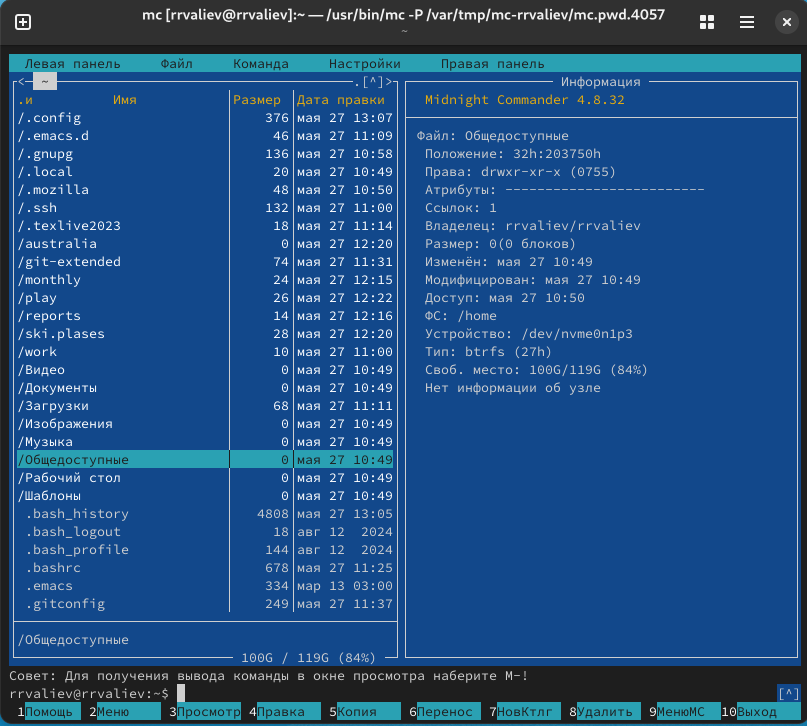 mc [rrvaliev@rrvaliev]:~ — /usr/bin/mc -P /var/tmp/mc-rrvaliev/mc.pwd.4057
~
Левая панель Файл Команда Настройки Правая панель
<─ ~ .[^]>
.и Имя Размер Дата правки
/.config 376 мая 27 13:07
/.emacs.d 46 мая 27 11:09
/.gnupg 136 мая 27 10:58
/.local 20 мая 27 10:49
/.mozilla 48 мая 27 10:50
/.ssh 132 мая 27 11:00
/.texlive2023 18 мая 27 11:14
/australia 0 мая 27 12:20
/git-extended 74 мая 27 11:31
/monthly 24 мая 27 12:15
/play 26 мая 27 12:22
/reports 14 мая 27 12:16
/ski.plases 28 мая 27 12:20
/work 10 мая 27 11:00
/Видео 0 мая 27 10:49
/Документы 0 мая 27 10:49
/Загрузки 68 мая 27 11:11
/Изображения 0 мая 27 10:49
/Музыка 0 мая 27 10:49
/Общедоступные 0 мая 27 10:49
/Рабочий стол 0 мая 27 10:49
/Шаблоны 0 мая 27 10:49
.bash_history 4808 мая 27 13:05
.bash_logout 18 авг 12 2024
.bash_profile 144 авг 12 2024
.bashrc 678 мая 27 11:25
.emacs 334 мар 13 03:00
.gitconfig 249 мая 27 11:37
/Общедоступные
100G / 119G (84%)
Информация
Midnight Commander 4.8.32
Файл: Общедоступные
Положение: 32h:203750h
Права: drwxr-xr-x (0755)
Атрибуты: -------------------------
Ссылок: 1
Владелец: rrvaliev/rrvaliev
Размер: 0(0 блоков)
Изменён: мая 27 10:49
Модифицирован: мая 27 10:49
Доступ: мая 27 10:50
ФС: /home
Устройство: /dev/nvme0n1p3
Тип: btrfs (27h)
Своб. место: 100G/119G (84%)
Нет информации об узле
Совет: Для получения вывода команды в окне просмотра наберите M-!
rrvaliev@rrvaliev:~$ [^]
1Помощь 2Меню 3Просмотр 4Правка 5Копия 6Перенос 7НовКтлг 8Удалить 9МенюMC 10Выход